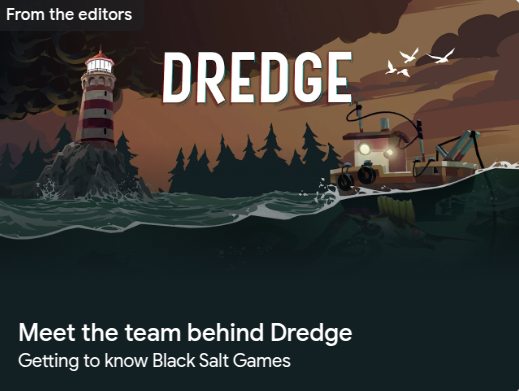 From the editors
DREDGE
Meet the team behind Dredge
Getting to know Black Salt Games